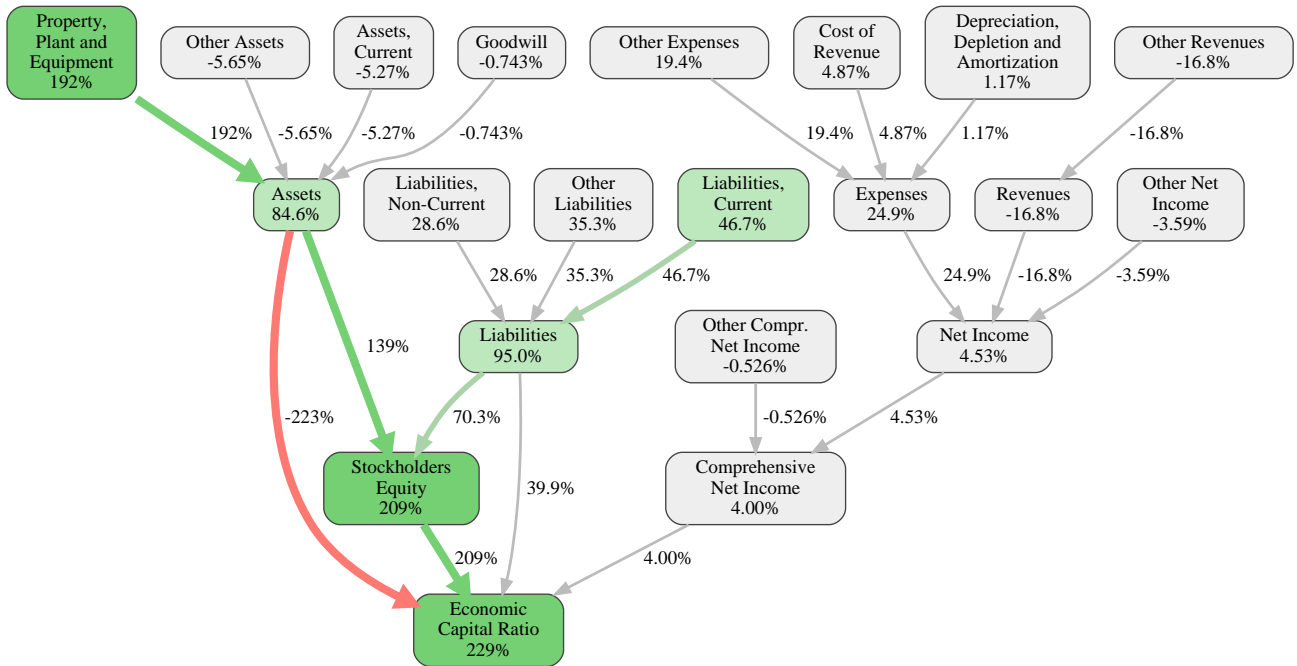 Property,
Plant and
Equipment
192%
Other Assets
-5.65%
Assets,
Current
-5.27%
Goodwill
-0.743%
Other Expenses
19.4%
Cost of
Revenue
4.87%
Depreciation,
Depletion and
Amortization
1.17%
Other Revenues
-16.8%
192%
-5.65%
-5.27%
-0.743%
19.4%
4.87%
1.17%
-16.8%
Assets
84.6%
Liabilities,
Non-Current
28.6%
Other
Liabilities
35.3%
Liabilities,
Current
46.7%
Expenses
24.9%
Revenues
-16.8%
Other Net
Income
-3.59%
28.6%
35.3%
46.7%
24.9%
-16.8%
-3.59%
Liabilities
95.0%
Other Compr.
Net Income
-0.526%
Net Income
4.53%
139%
-223%
70.3%
-0.526%
4.53%
Stockholders
Equity
209%
39.9%
Comprehensive
Net Income
4.00%
209%
4.00%
Economic
Capital Ratio
229%